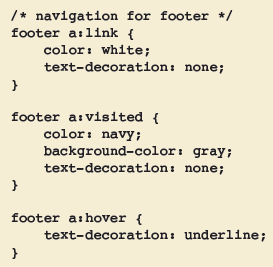 /* navigation for footer */
footer a:link {
    color: white;
    text-decoration: none;
}

footer a:visited {
    color: navy;
    background-color: gray;
    text-decoration: none;
}

footer a:hover {
    text-decoration: underline;
}